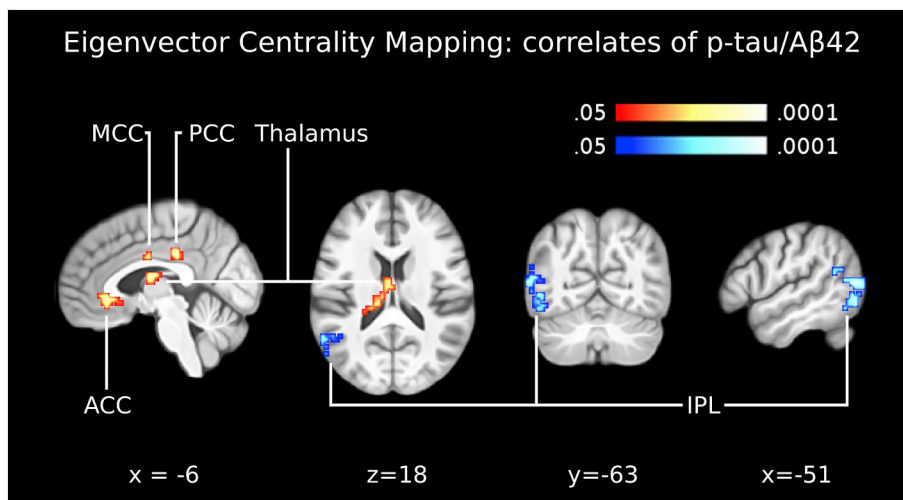 Eigenvector Centrality Mapping: correlates of p-tau/Aβ42
.05 .0001
.05 .0001
MCC PCC Thalamus
ACC IPL
x = -6 z=18 y=-63 x=-51